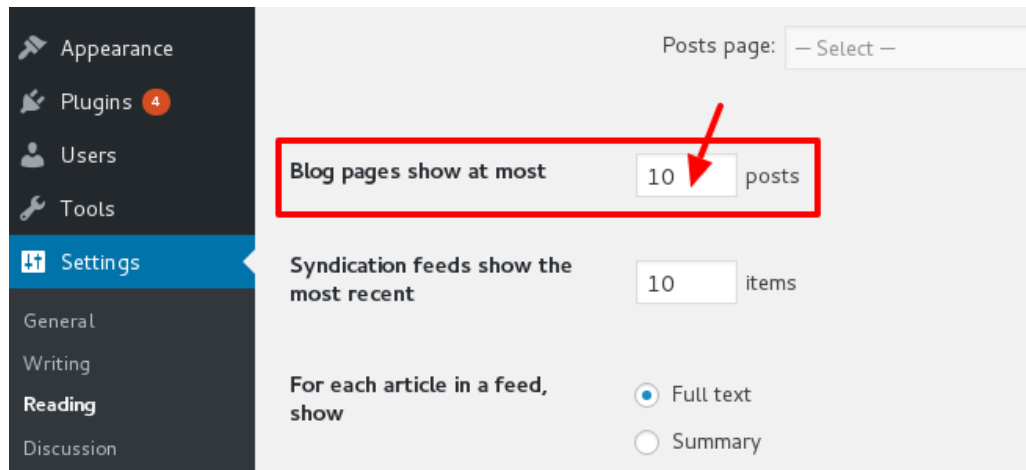 Appearance
Plugins 4
Users
Tools
Settings
General
Writing
Reading
Discussion
Posts page: — Select —
Blog pages show at most 10 posts
Syndication feeds show the
most recent 10 items
For each article in a feed,
show
Full text
Summary